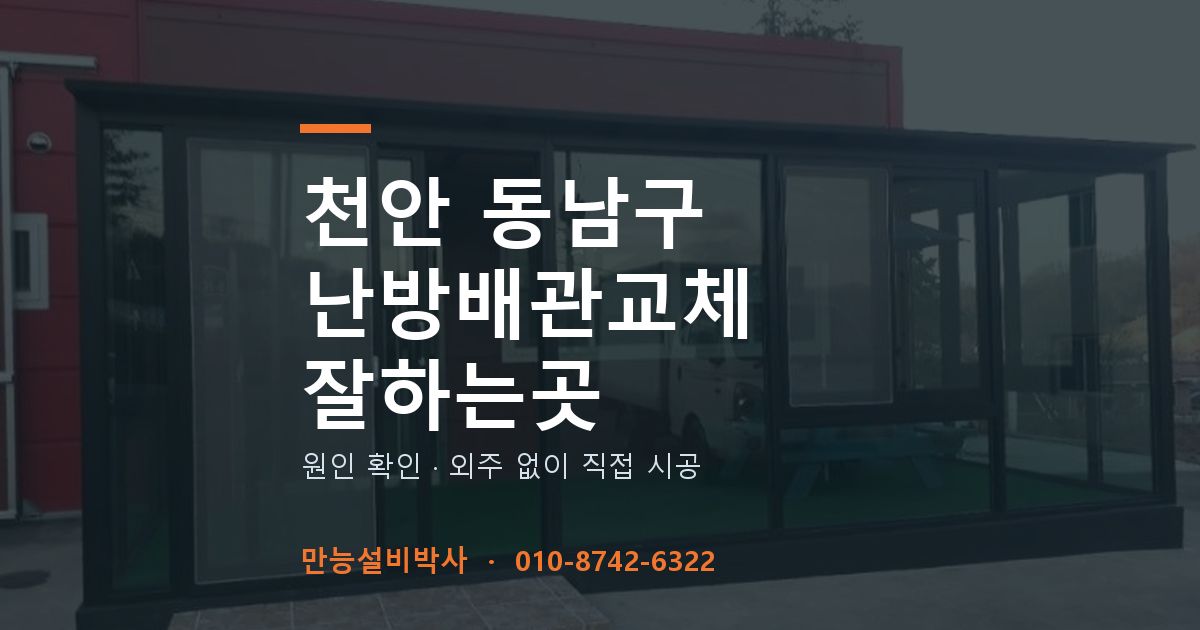 천안 동남구
난방배관교체
잘하는곳
원인 확인 · 외주 없이 직접 시공
만능설비박사 · 010-8742-6322